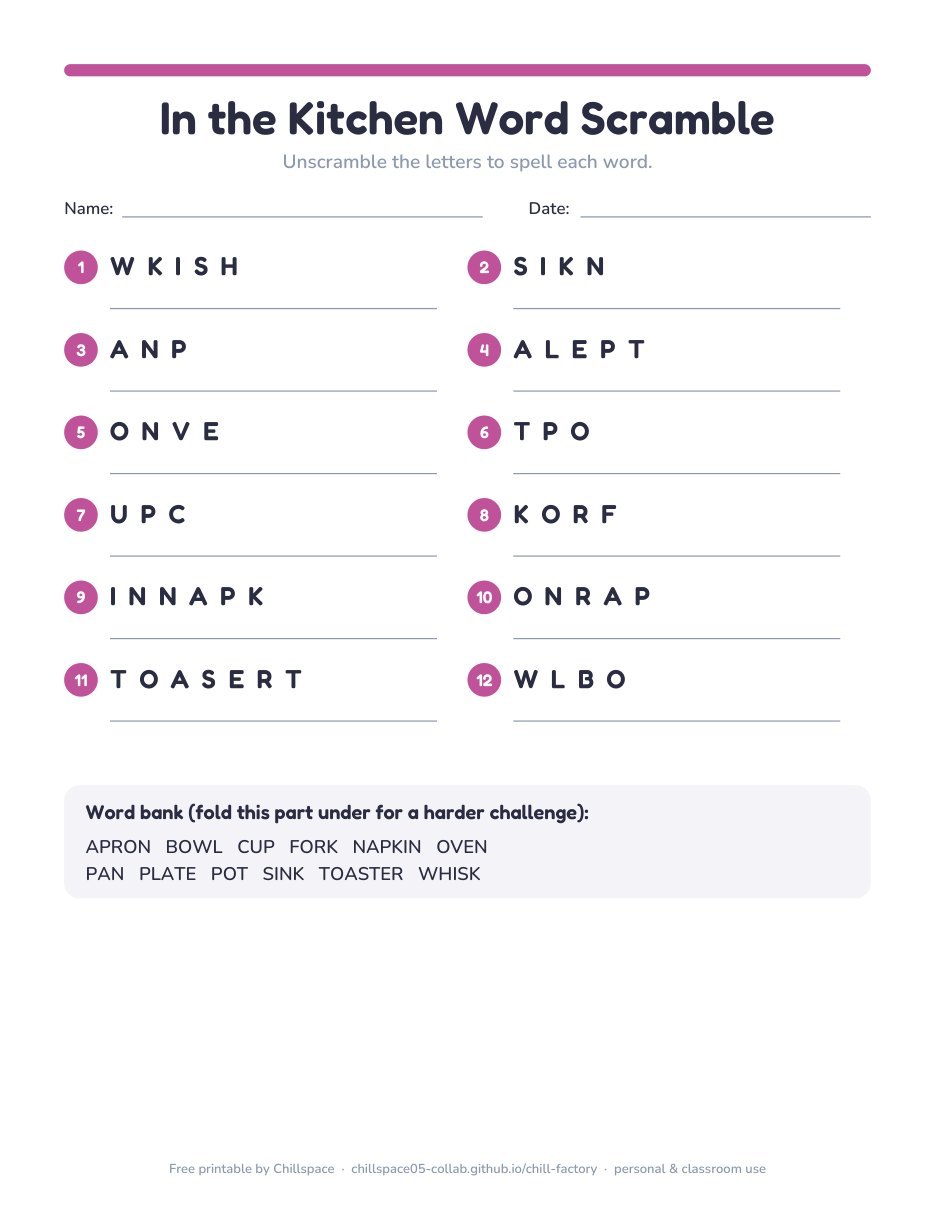 In the Kitchen Word Scramble
Unscramble the letters to spell each word.
Name: Date:
1 W K I S H 2 S I K N
3 A N P 4 A L E P T
5 O N V E 6 T P O
7 U P C 8 K O R F
9 I N N A P K 10 O N R A P
11 T O A S E R T 12 W L B O
Word bank (fold this part under for a harder challenge):
APRON BOWL CUP FORK NAPKIN OVEN
PAN PLATE POT SINK TOASTER WHISK
Free printable by Chillspace · chillspace05-collab.github.io/chill-factory · personal & classroom use